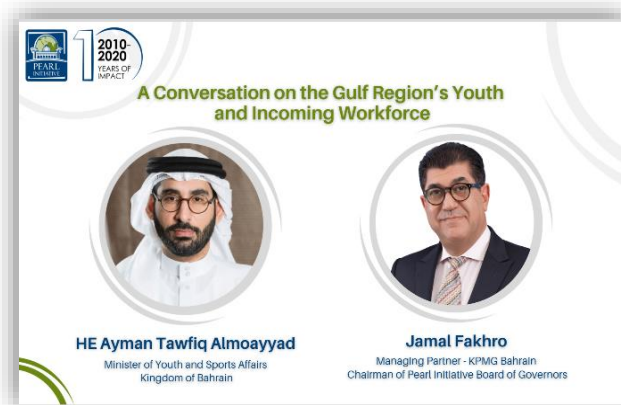 PEARL
INITIATIVE
1
2010-
2020
YEARS OF
IMPACT
A Conversation on the Gulf Region's Youth
and Incoming Workforce
HE Ayman Tawfiq Almoayyad
Minister of Youth and Sports Affairs
Kingdom of Bahrain
Jamal Fakhro
Managing Partner - KPMG Bahrain
Chairman of Pearl Initiative Board of Governors